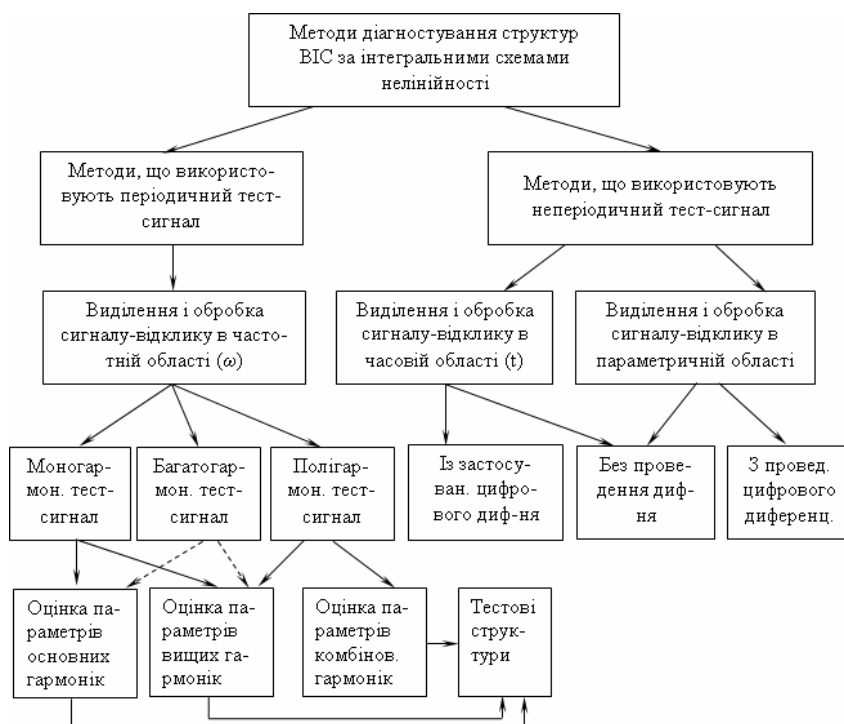 Методи діагностування структур
ВІС за інтегральними схемами
нелінійності
Методи, що використо-
вують періодичний тест-
сигнал
Методи, що використовують
неперіодичний тест-сигнал
Виділення і обробка
сигналу-відклику в часто-
тній області (ω)
Виділення і обробка
сигналу-відклику в
часовій області (t)
Виділення і обробка
сигналу-відклику в
параметричній області
Моногар-
мон. тест-
сигнал
Багатогар-
мон. тест-
сигнал
Полігар-
мон. тест-
сигнал
Із застосу-
ван. цифро-
вого диф-ня
Без прове-
дення диф-
ня
З провед.
цифрового
диференц.
Оцінка па-
раметрів
основних
гармонік
Оцінка па-
раметрів
вищих га-
рмонік
Оцінка па-
раметрів
комбінов.
гармонік
Тестові
струк-
тури